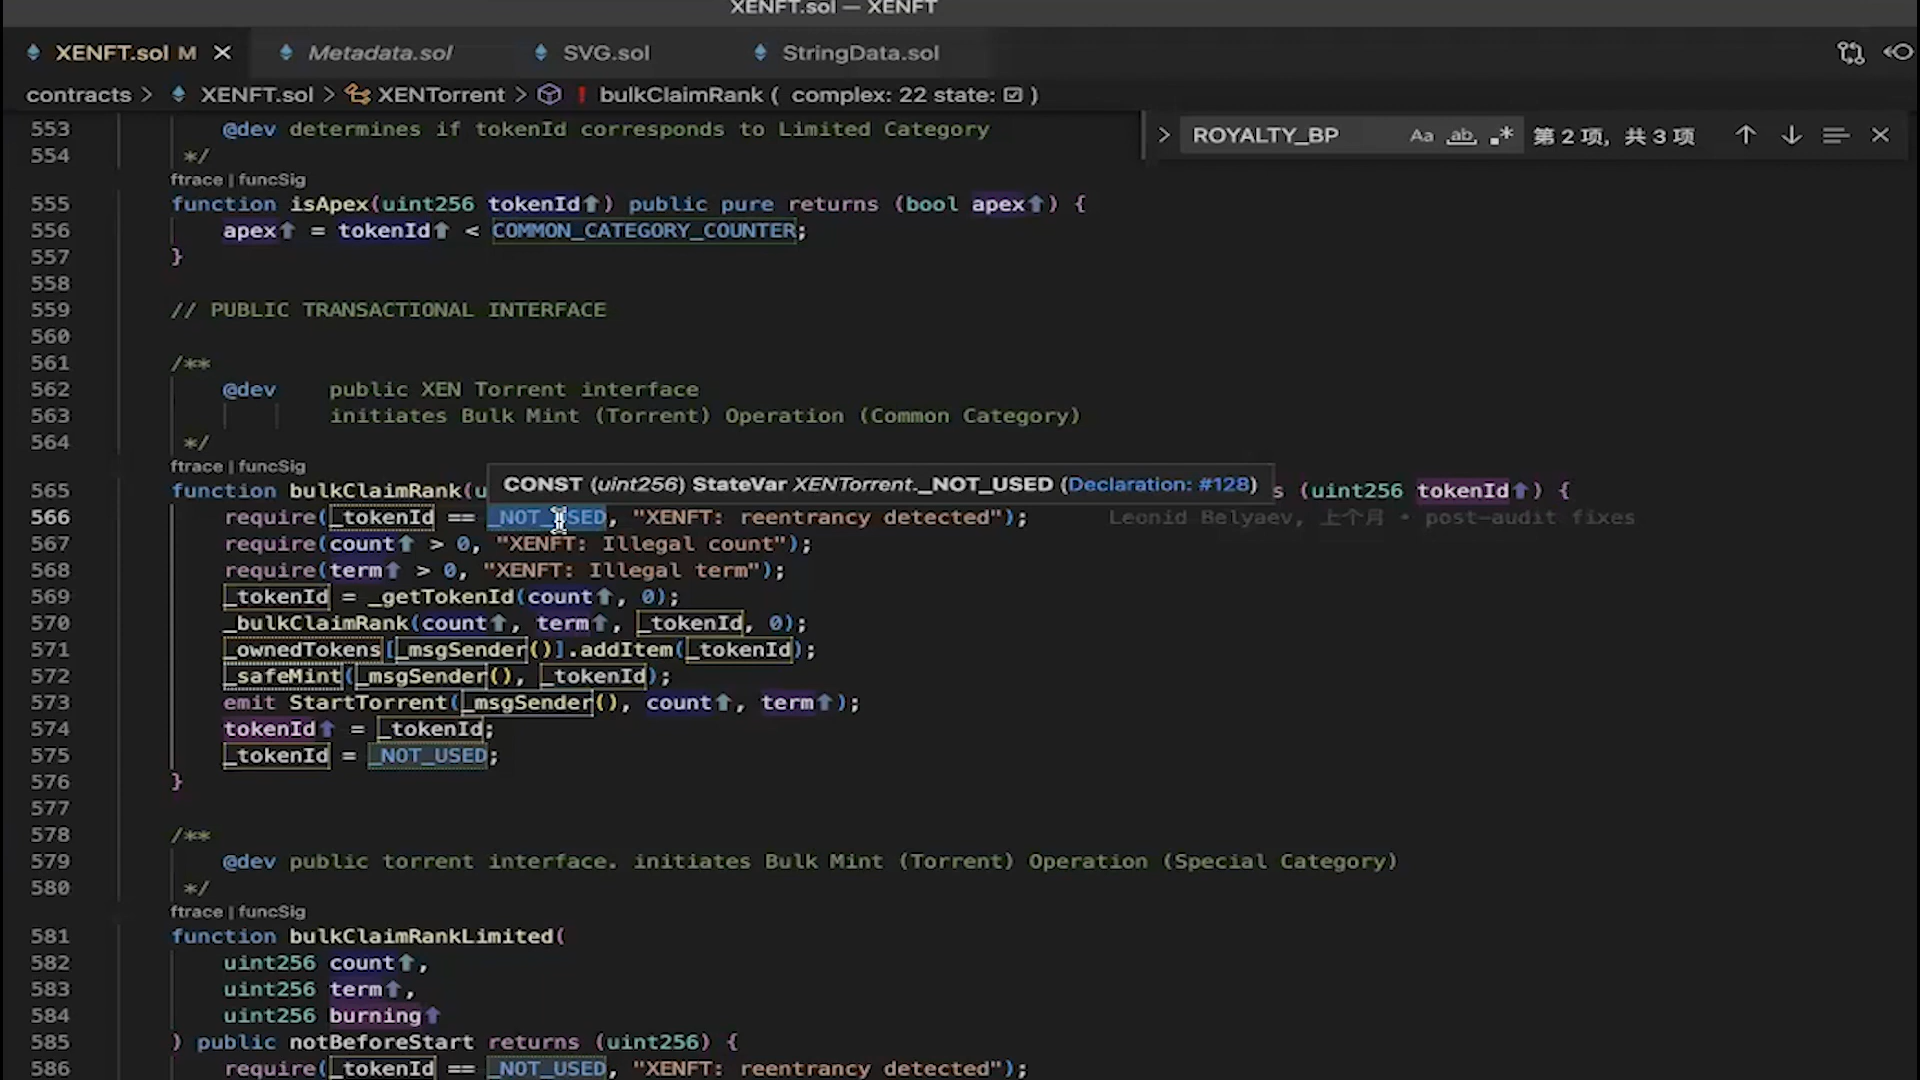 XENFT.sol — XENFT
XENFT.sol M
Metadata.sol
SVG.sol
StringData.sol
contracts > XENFT.sol > XENTorrent > bulkClaimRank ( complex: 22 state: ☑ )
ROYALTY_BP Aa ab .* 第 2 项, 共 3 项
553 @dev determines if tokenId corresponds to Limited Category
554 */
ftrace | funcSig
555 function isApex(uint256 tokenId↑) public pure returns (bool apex↑) {
556 apex↑ = tokenId↑ < COMMON_CATEGORY_COUNTER;
557 }
558
559 // PUBLIC TRANSACTIONAL INTERFACE
560
561 /**
562 @dev public XEN Torrent interface
563 initiates Bulk Mint (Torrent) Operation (Common Category)
564 */
ftrace | funcSig
CONST (uint256) StateVar XENTorrent._NOT_USED (Declaration: #128)
565 function bulkClaimRank(u s (uint256 tokenId↑) {
566 require(_tokenId == _NOT_USED, "XENFT: reentrancy detected"); Leonid Belyaev, 上个月 • post-audit fixes
567 require(count↑ > 0, "XENFT: Illegal count");
568 require(term↑ > 0, "XENFT: Illegal term");
569 _tokenId = _getTokenId(count↑, 0);
570 _bulkClaimRank(count↑, term↑, _tokenId, 0);
571 _ownedTokens[_msgSender()].addItem(_tokenId);
572 _safeMint(_msgSender(), _tokenId);
573 emit StartTorrent(_msgSender(), count↑, term↑);
574 tokenId↑ = _tokenId;
575 _tokenId = _NOT_USED;
576 }
577
578 /**
579 @dev public torrent interface. initiates Bulk Mint (Torrent) Operation (Special Category)
580 */
ftrace | funcSig
581 function bulkClaimRankLimited(
582 uint256 count↑,
583 uint256 term↑,
584 uint256 burning↑
585 ) public notBeforeStart returns (uint256) {
586 require(_tokenId == _NOT_USED, "XENFT: reentrancy detected");